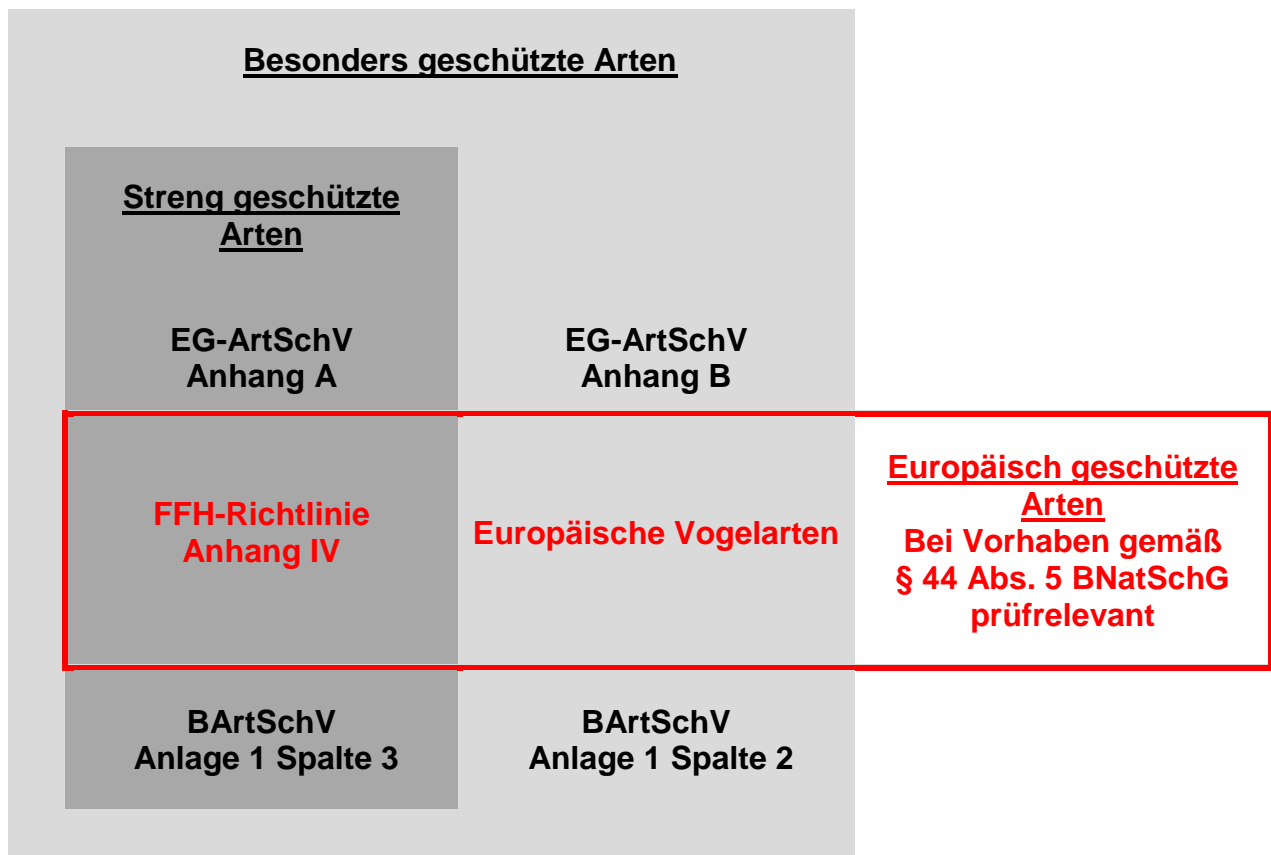 Besonders geschützte Arten
Streng geschützte
Arten
EG-ArtSchV
Anhang A
EG-ArtSchV
Anhang B
FFH-Richtlinie
Anhang IV
Europäische Vogelarten
Europäisch geschützte
Arten
Bei Vorhaben gemäß
§ 44 Abs. 5 BNatSchG
prüfrelevant
BArtSchV
Anlage 1 Spalte 3
BArtSchV
Anlage 1 Spalte 2